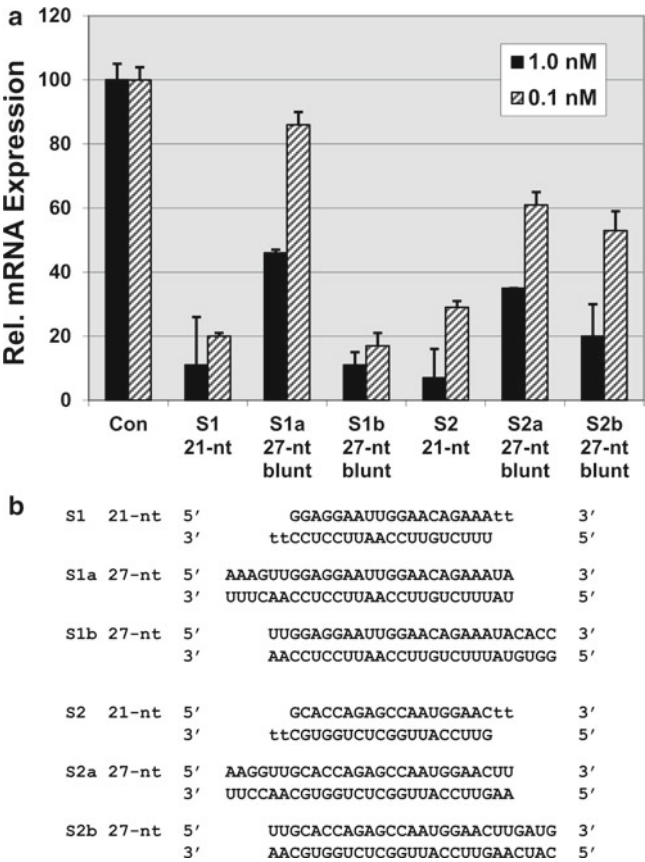 a
120
100
80
60
40
20
0
Rel. mRNA Expression
1.0 nM
0.1 nM
Con S1 S1a S1b S2 S2a S2b
21-nt 27-nt 27-nt 21-nt 27-nt 27-nt
blunt blunt blunt blunt
b
S1 21-nt 5′ GGAGGAAUUGGAACAGAAAtt 3′
3′ ttCCUCCUUAACCUUGUCUUU 5′
S1a 27-nt 5′ AAAGUUGGAGGAAUUGGAACAGAAAUA 3′
3′ UUUCAACCUCCUUAACCUUGUCUUUAU 5′
S1b 27-nt 5′ UUGGAGGAAUUGGAACAGAAAUACACC 3′
3′ AACCUCCUUAACCUUGUCUUUAUGUGG 5′
S2 21-nt 5′ GCACCAGAGCCAAUGGAACtt 3′
3′ ttCGUGGUCUCGGUUACCUUG 5′
S2a 27-nt 5′ AAGGUUGCACCAGAGCCAAUGGAACUU 3′
3′ UUCCAACGUGGUCUCGGUUACCUUGAA 5′
S2b 27-nt 5′ UUGCACCAGAGCCAAUGGAACUUGAUG 3′
3′ AACGUGGUCUCGGUUACCUUGAACUAC 5′